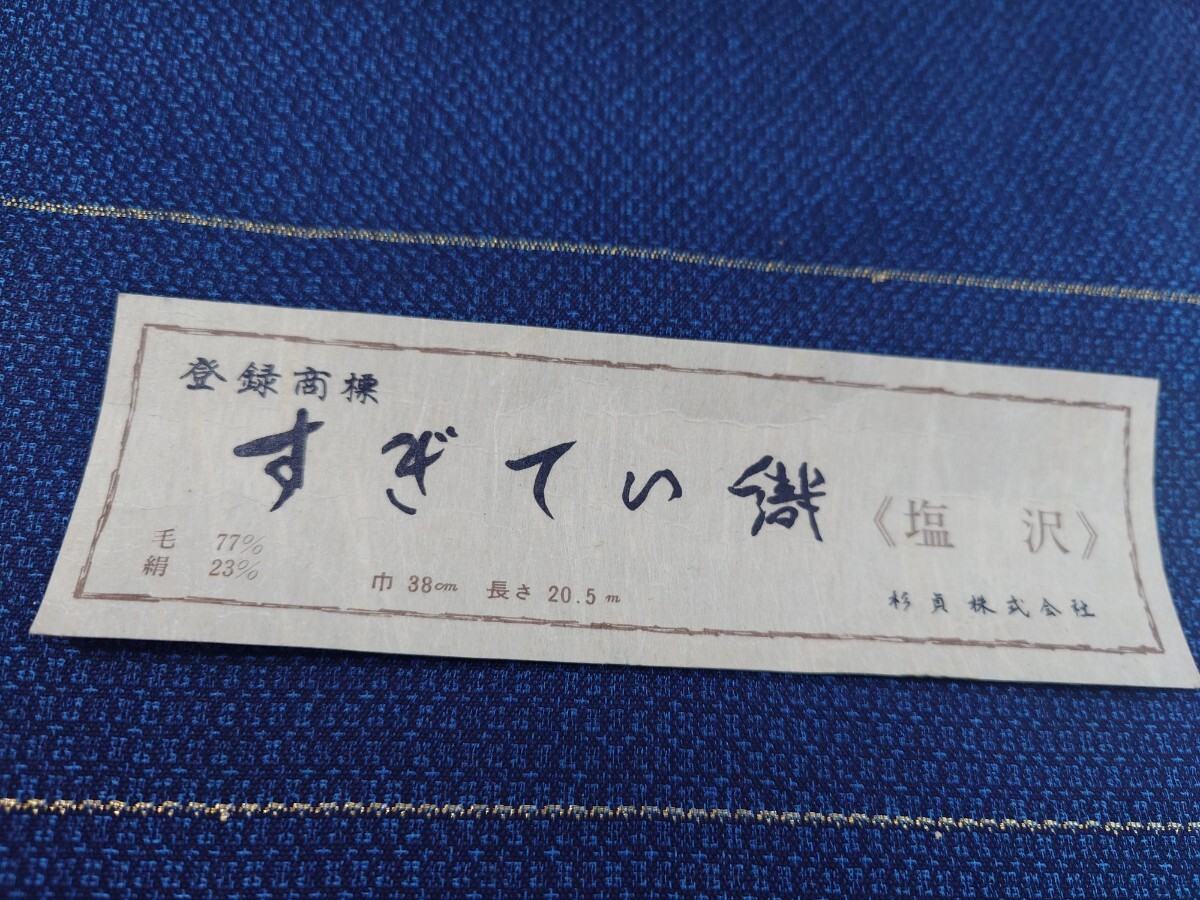 登録商標
すぎてい織
《塩 沢》
毛 77%
絹 23%
巾 38cm 長さ 20.5m
杉貞株式会社